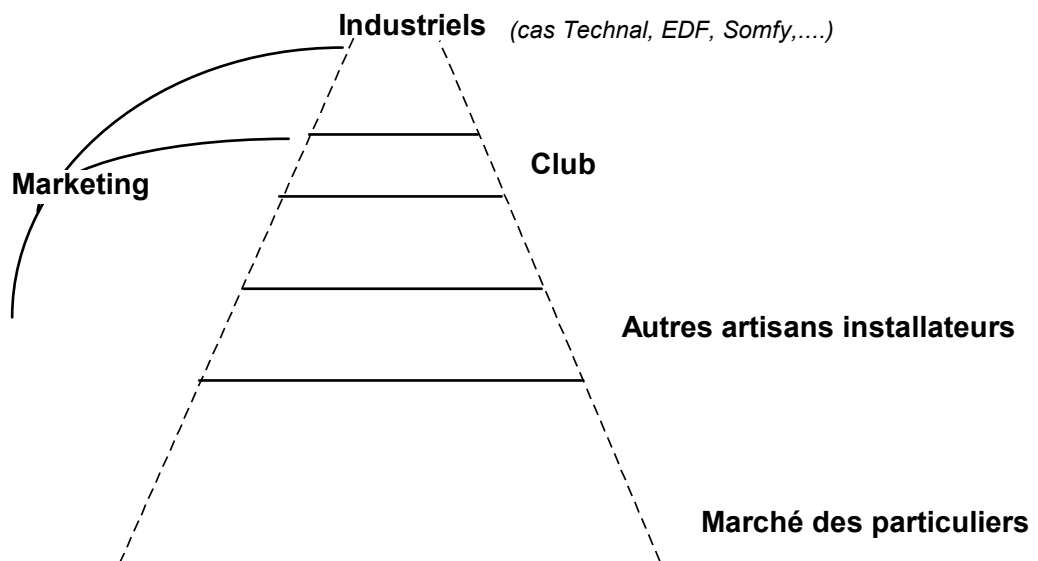 Industriels (cas Technal, EDF, Somfy,....)
Club
Marketing
Autres artisans installateurs
Marché des particuliers